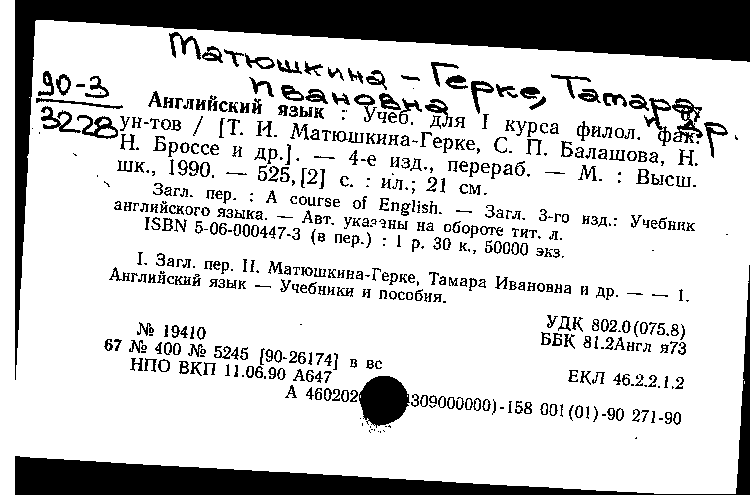 Матюшкина – Герке, Тамара
Ивановна и др.
90-3
3228
Английский язык : Учеб. для I курса филол. фак.
ун-тов / [Т. И. Матюшкина-Герке, С. П. Балашова, Н.
Н. Броссе и др.]. — 4-е изд., перераб. — М. : Высш.
шк., 1990. — 525,[2] с. : ил.; 21 см.
Загл. пер. : A course of English. — Загл. 3-го изд.: Учебник
английского языка. — Авт. указаны на обороте тит. л.
ISBN 5-06-000447-3 (в пер.) : 1 р. 30 к., 50000 экз.
I. Загл. пер. II. Матюшкина-Герке, Тамара Ивановна и др. — — 1.
Английский язык — Учебники и пособия.
УДК 802.0(075.8)
ББК 81.2Англ я73
№ 19410
67 № 400 № 5245 [90-26174] в вс
НПО ВКП 11.06.90 А647
ЕКЛ 46.2.2.1.2
А 460202 309000000)-158 001(01)-90 271-90